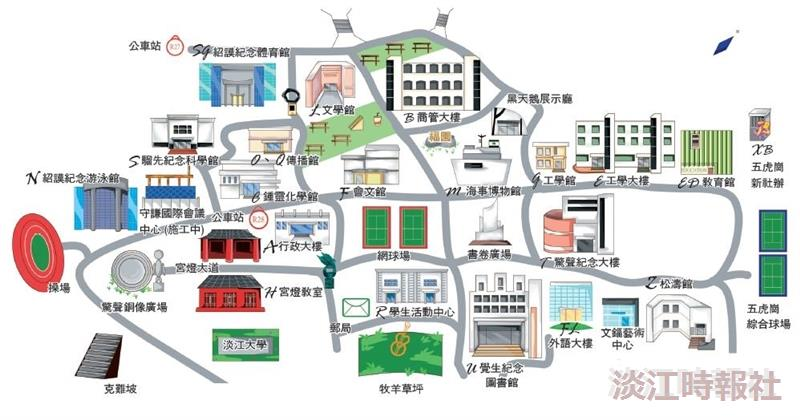 公車站
R27
SG 紹謨紀念體育館
L 文學館
B 商管大樓
黑天鵝展示廳
K
XB
五虎崗
新社辦
S 騮先紀念科學館
O、Q 傳播館
福園
G 工學館
E 工學大樓
ED 教育館
EDUCATION
N 紹謨紀念游泳館
守謙國際會議
中心(施工中)
C 鍾靈化學館
F 會文館
M 海事博物館
公車站
R28
A 行政大樓
操場
驚聲銅像廣場
宮燈大道
網球場
書卷廣場
T 驚聲紀念大樓
H 宮燈教室
Z 松濤館
五虎崗
綜合球場
郵局
R 學生活動中心
FL
外語大樓
文錙藝術
中心
淡江大學
克難坡
牧羊草坪
U 覺生紀念
圖書館
淡江時報社